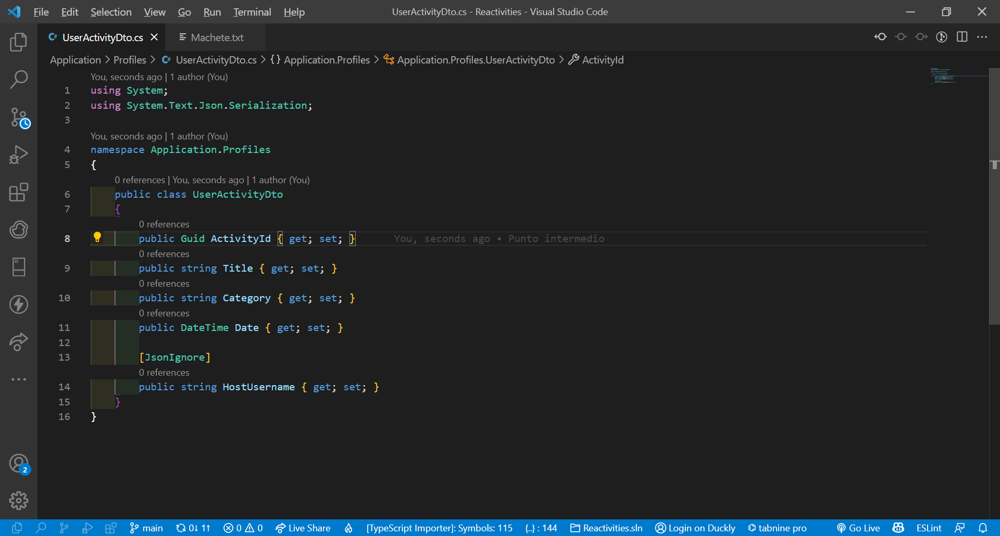 File Edit Selection View Go Run Terminal Help UserActivityDto.cs - Reactivities - Visual Studio Code
C# UserActivityDto.cs Machete.txt
Application > Profiles > C# UserActivityDto.cs > {} Application.Profiles > Application.Profiles.UserActivityDto > ActivityId
You, seconds ago | 1 author (You)
1 using System;
2 using System.Text.Json.Serialization;
3
You, seconds ago | 1 author (You)
4 namespace Application.Profiles
5 {
0 references | You, seconds ago | 1 author (You)
6 public class UserActivityDto
7 {
0 references
8 public Guid ActivityId { get; set; } You, seconds ago • Punto intermedio
0 references
9 public string Title { get; set; }
0 references
10 public string Category { get; set; }
0 references
11 public DateTime Date { get; set; }
12
13 [JsonIgnore]
0 references
14 public string HostUsername { get; set; }
15 }
16 }
2
main 0↓ 1↑ 0 0 Live Share [TypeScript Importer]: Symbols: 115 {..} : 144 Reactivities.sln Login on Duckly tabnine pro Go Live ESLint